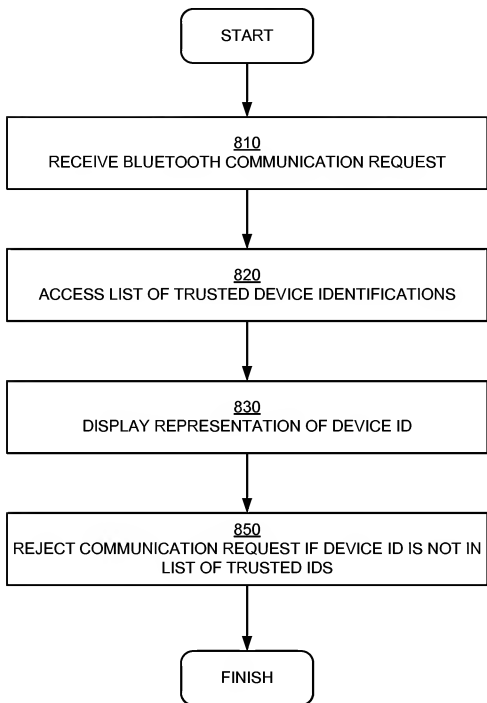 START
810
RECEIVE BLUETOOTH COMMUNICATION REQUEST
820
ACCESS LIST OF TRUSTED DEVICE IDENTIFICATIONS
830
DISPLAY REPRESENTATION OF DEVICE ID
850
REJECT COMMUNICATION REQUEST IF DEVICE ID IS NOT IN
LIST OF TRUSTED IDS
FINISH